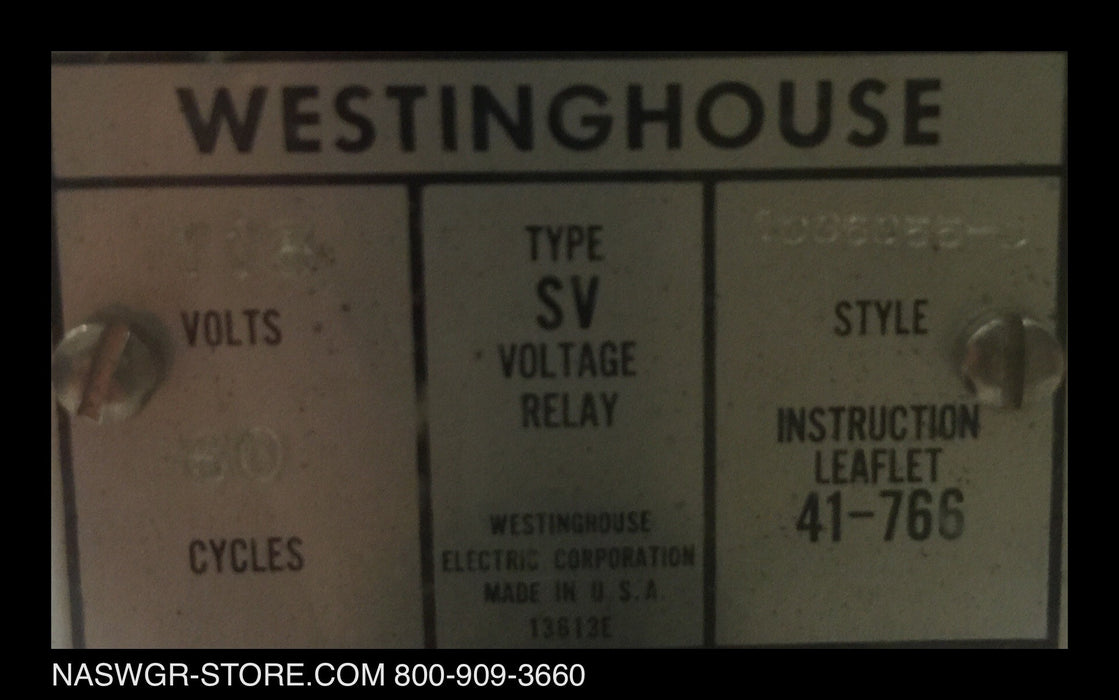 WESTINGHOUSE
VOLTS
60
CYCLES
TYPE
SV
VOLTAGE
RELAY
WESTINGHOUSE
ELECTRIC CORPORATION
MADE IN U.S.A.
13613E
STYLE
INSTRUCTION
LEAFLET
41-766
NASWGR-STORE.COM 800-909-3660